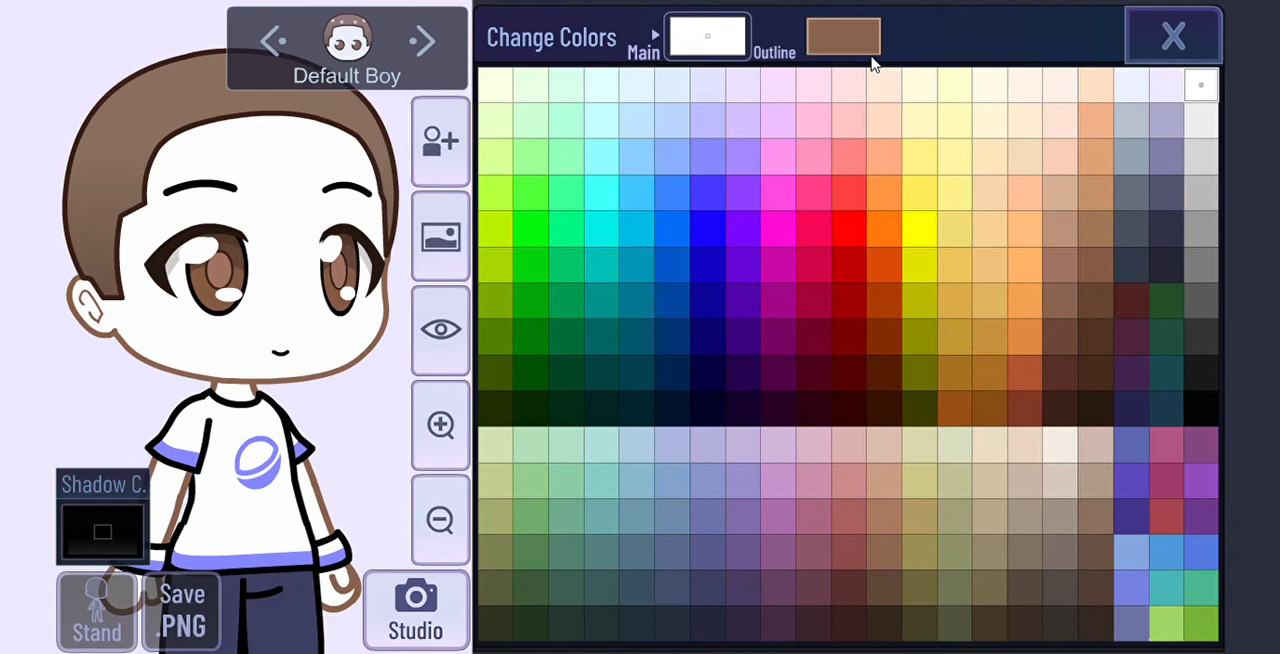 Default Boy
Change Colors
Main
Outline
X
Shadow C.
Stand
Save
.PNG
Studio